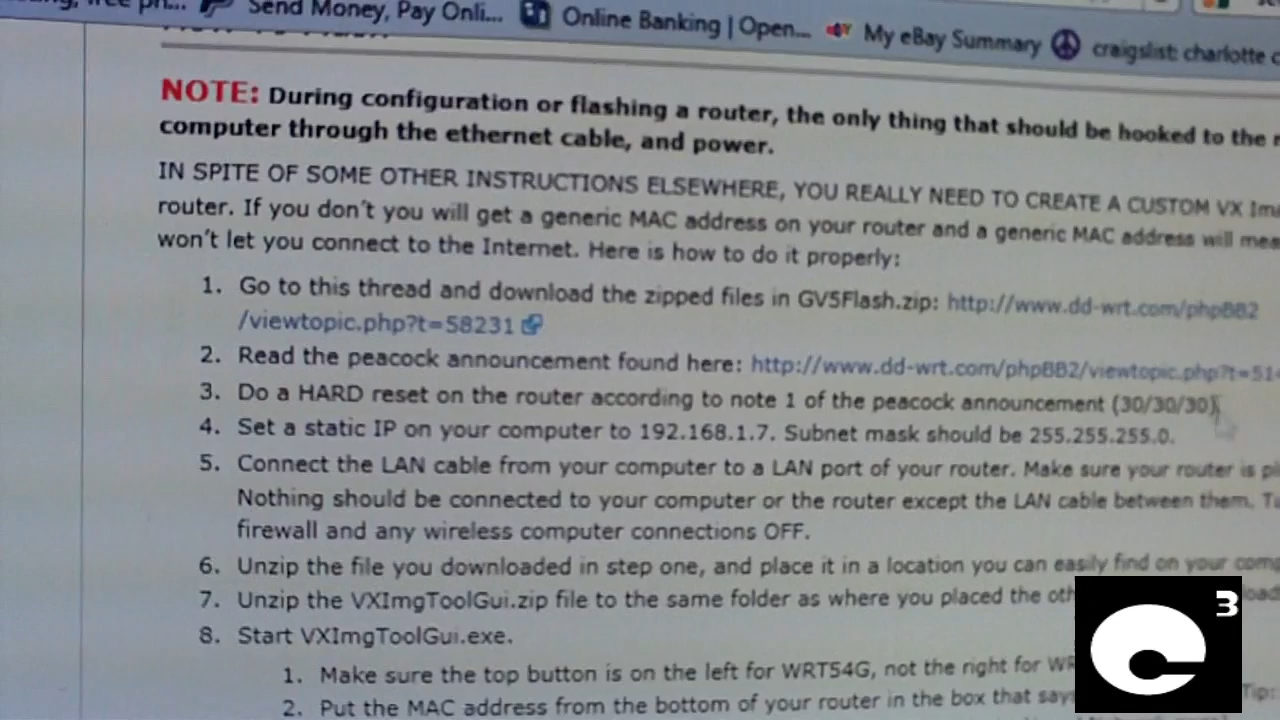 Send Money, Pay Onli... Online Banking | Open... My eBay Summary craigslist: charlotte
NOTE: During configuration or flashing a router, the only thing that should be hooked to the
computer through the ethernet cable, and power.
IN SPITE OF SOME OTHER INSTRUCTIONS ELSEWHERE, YOU REALLY NEED TO CREATE A CUSTOM VX
router. If you don't you will get a generic MAC address on your router and a generic MAC address will
won't let you connect to the Internet. Here is how to do it properly:
1. Go to this thread and download the zipped files in GV5Flash.zip: http://www.dd-wrt.com/phpBB2
/viewtopic.php?t=58231
2. Read the peacock announcement found here: http://www.dd-wrt.com/phpBB2/viewtopic.php?t=51
3. Do a HARD reset on the router according to note 1 of the peacock announcement (30/30/30)
4. Set a static IP on your computer to 192.168.1.7. Subnet mask should be 255.255.255.0.
5. Connect the LAN cable from your computer to a LAN port of your router. Make sure your router is
Nothing should be connected to your computer or the router except the LAN cable between them.
firewall and any wireless computer connections OFF.
6. Unzip the file you downloaded in step one, and place it in a location you can easily find on your
7. Unzip the VXImgToolGui.zip file to the same folder as where you placed the
8. Start VXImgToolGui.exe.
1. Make sure the top button is on the left for WRT54G, not the right for
2. Put the MAC address from the bottom of your router in the box that
Tip:
3